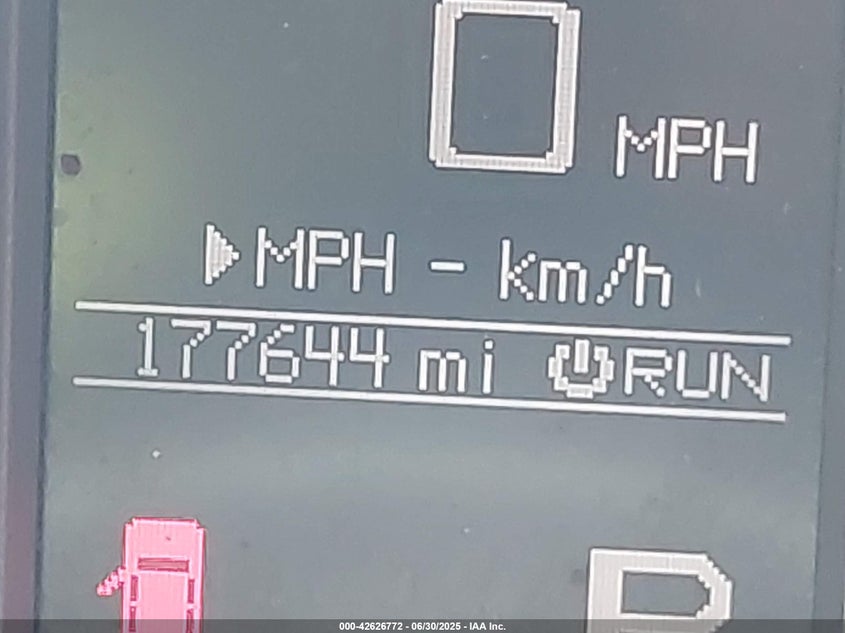 0 MPH
MPH - km/h
177644 mi RUN
P
000-42626772 - 06/30/2025 - IAA Inc.